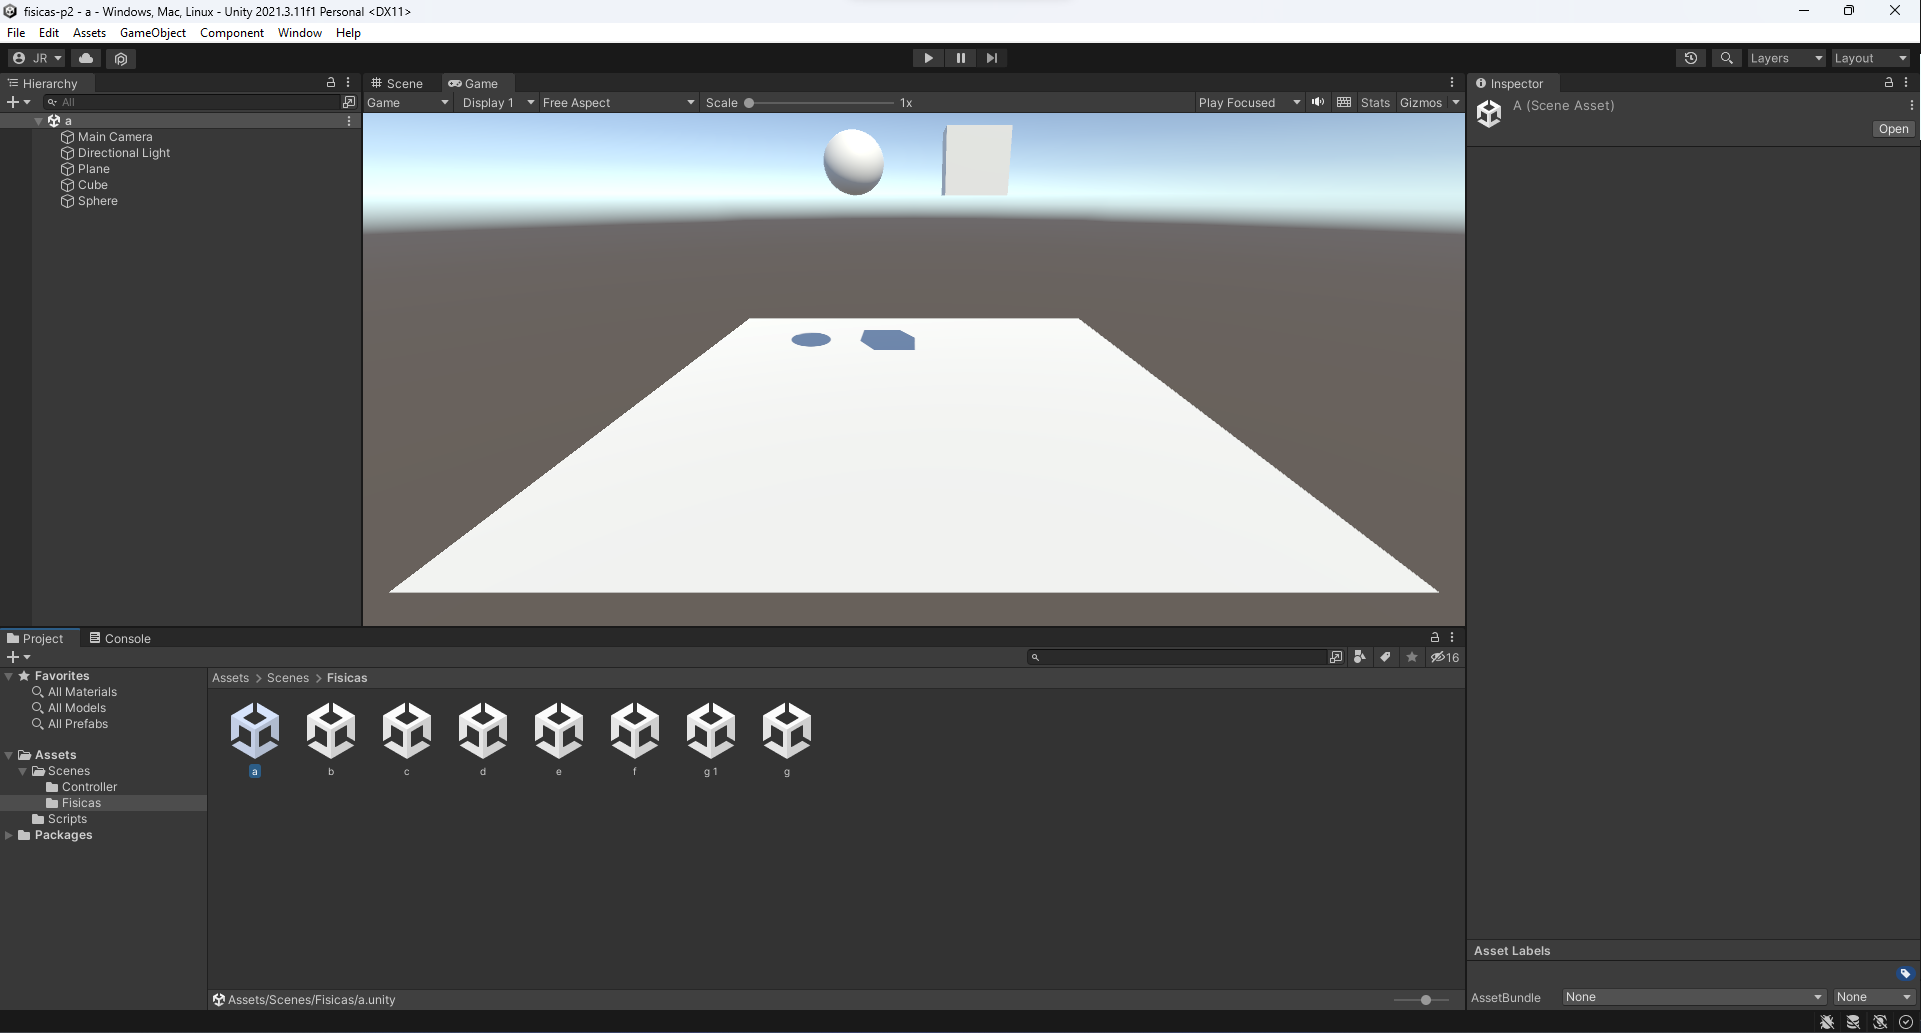 fisicas-p2 - a - Windows, Mac, Linux - Unity 2021.3.11f1 Personal <DX11>
File Edit Assets GameObject Component Window Help
JR Layers Layout
Hierarchy Scene Game Inspector
All Game Display 1 Free Aspect Scale 1x Play Focused Stats Gizmos
A (Scene Asset)
Open
a
Main Camera
Directional Light
Plane
Cube
Sphere
Project Console
16
Favorites
All Materials
All Models
All Prefabs
Assets
Scenes
Controller
Fisicas
Scripts
Packages
Assets > Scenes > Fisicas
a b c d e f g 1 g
Assets/Scenes/Fisicas/a.unity
Asset Labels
AssetBundle None None